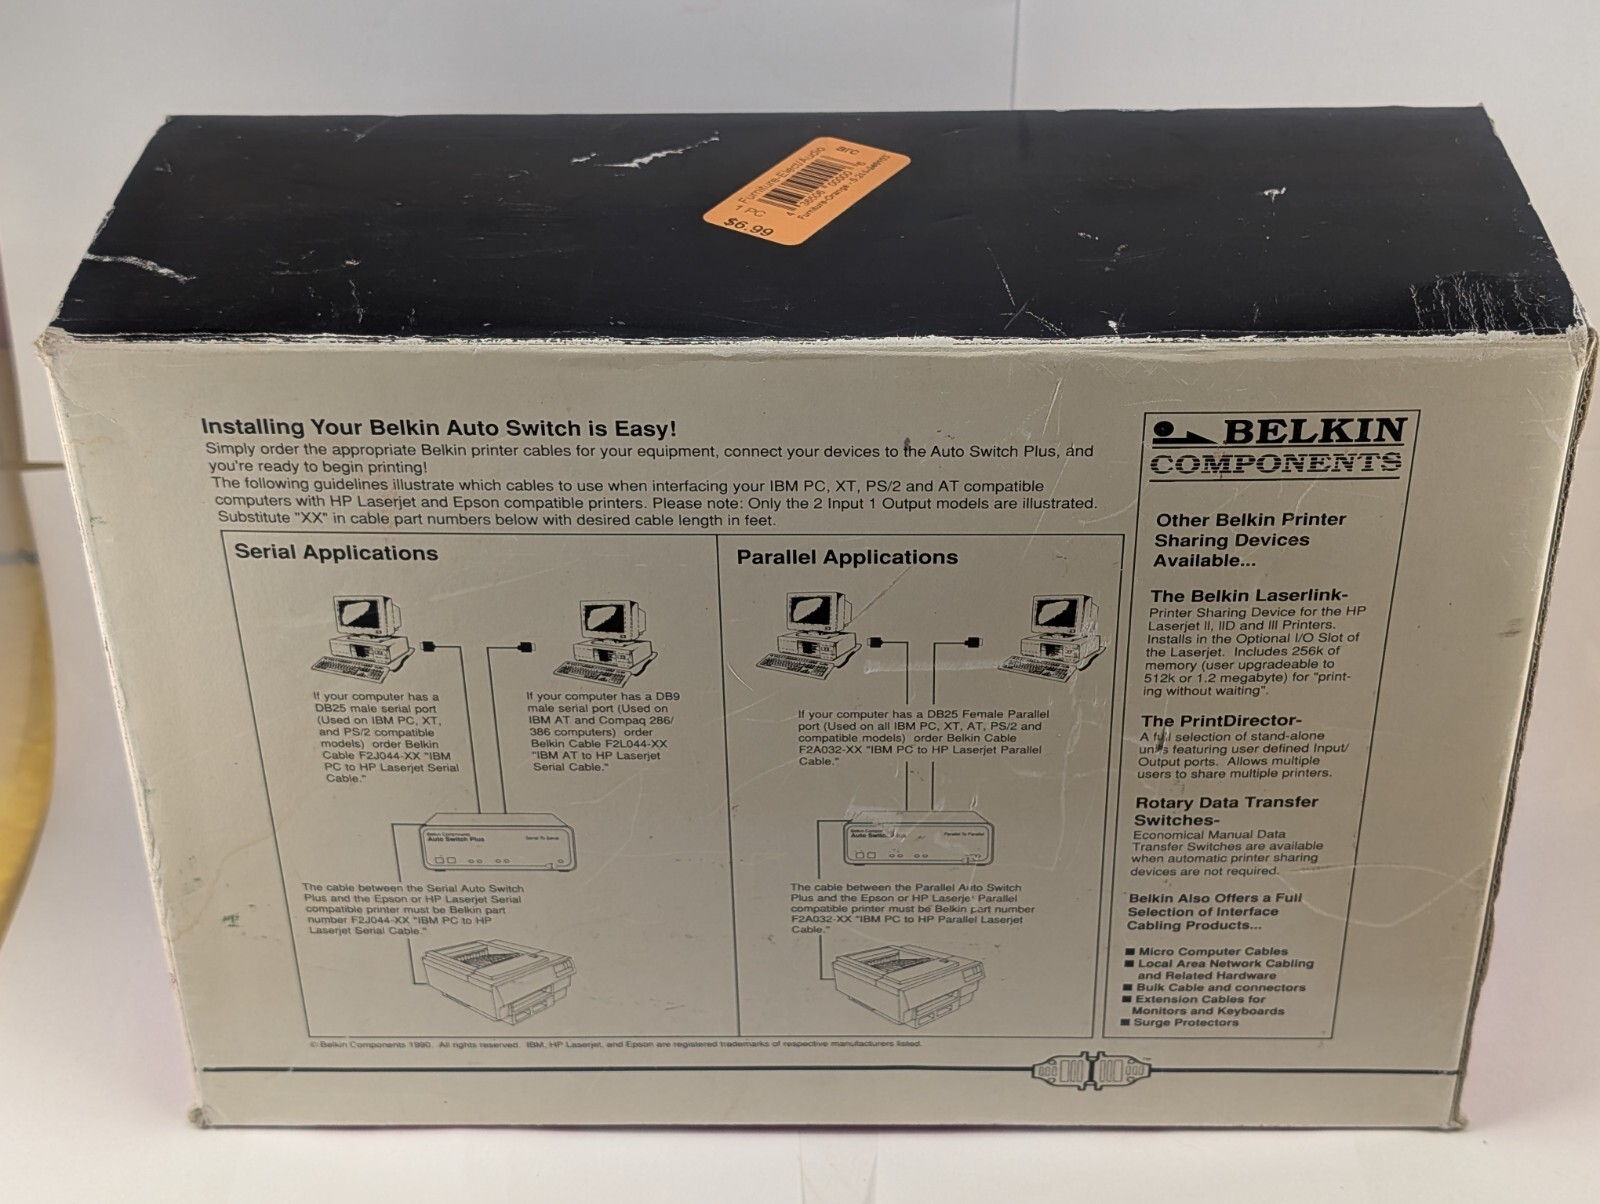 Furniture-Elect/Audio
arc
1 PC
$6.99
Installing Your Belkin Auto Switch is Easy!
Simply order the appropriate Belkin printer cables for your equipment, connect your devices to the Auto Switch Plus, and
you're ready to begin printing!
The following guidelines illustrate which cables to use when interfacing your IBM PC, XT, PS/2 and AT compatible
computers with HP Laserjet and Epson compatible printers. Please note: Only the 2 Input 1 Output models are illustrated.
Substitute "XX" in cable part numbers below with desired cable length in feet.
Serial Applications
If your computer has a
DB25 male serial port
(Used on IBM PC, XT,
and PS/2 compatible
models) order Belkin
Cable F2J044-XX "IBM
PC to HP Laserjet Serial
Cable."
If your computer has a DB9
male serial port (Used on
IBM AT and Compaq 286/
386 computers) order
Belkin Cable F2L044-XX
"IBM AT to HP Laserjet
Serial Cable."
Belkin Components
Auto Switch Plus
Serial To Serial
The cable between the Serial Auto Switch
Plus and the Epson or HP Laserjet Serial
compatible printer must be Belkin part
number F2J044-XX "IBM PC to HP
Laserjet Serial Cable."
Parallel Applications
If your computer has a DB25 Female Parallel
port (Used on all IBM PC, XT, AT, PS/2 and
compatible models) order Belkin Cable
F2A032-XX "IBM PC to HP Laserjet Parallel
Cable."
Parallel To Parallel
The cable between the Parallel Auto Switch
Plus and the Epson or HP Laserjet Parallel
compatible printer must be Belkin part number
F2A032-XX "IBM PC to HP Parallel Laserjet
Cable."
BELKIN
COMPONENTS
Other Belkin Printer
Sharing Devices
Available...
The Belkin Laserlink-
Printer Sharing Device for the HP
Laserjet II, IID and III Printers.
Installs in the Optional I/O Slot of
the Laserjet. Includes 256k of
memory (user upgradeable to
512k or 1.2 megabyte) for "print-
ing without waiting".
The PrintDirector-
A full selection of stand-alone
units featuring user defined Input/
Output ports. Allows multiple
users to share multiple printers.
Rotary Data Transfer
Switches-
Economical Manual Data
Transfer Switches are available
when automatic printer sharing
devices are not required.
Belkin Also Offers a Full
Selection of Interface
Cabling Products...
■ Micro Computer Cables
■ Local Area Network Cabling
and Related Hardware
■ Bulk Cable and connectors
■ Extension Cables for
Monitors and Keyboards
■ Surge Protectors
© Belkin Components 1990. All rights reserved. IBM, HP Laserjet, and Epson are registered trademarks of respective manufacturers listed.